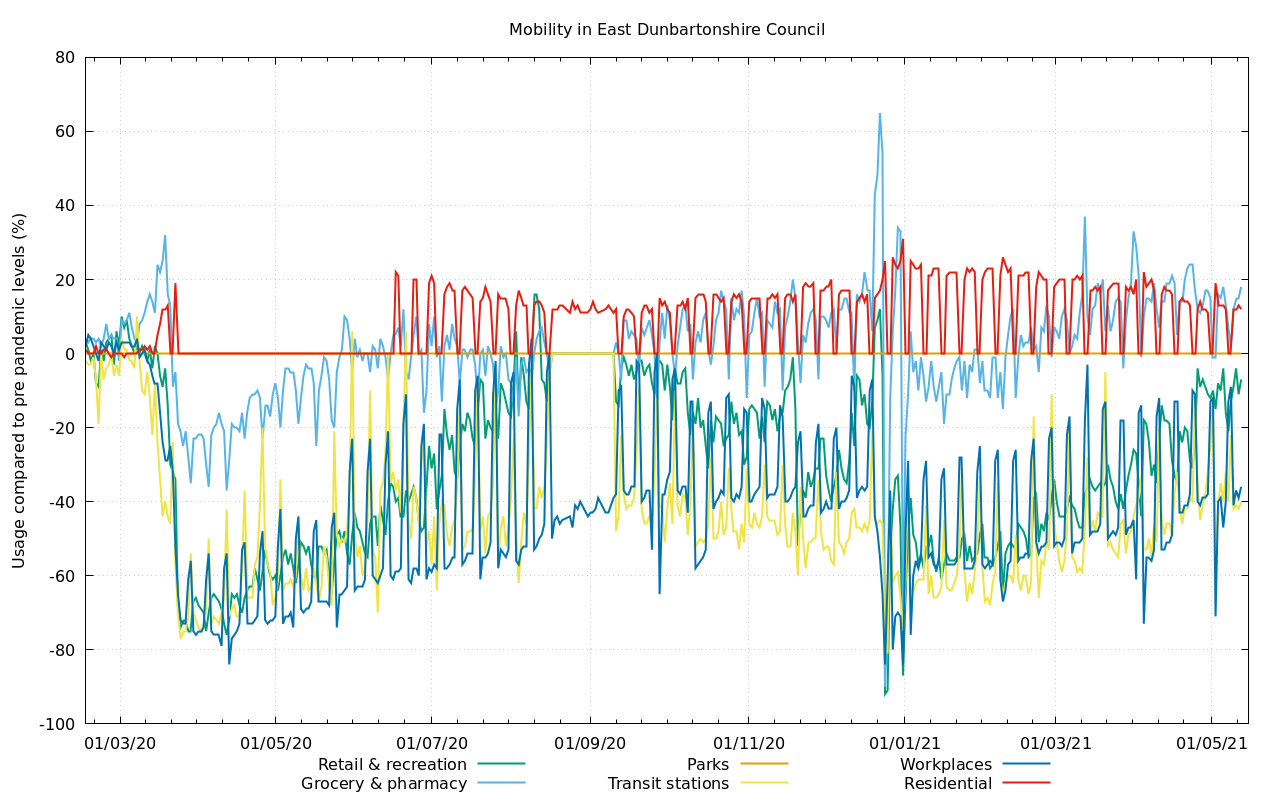 Mobility in East Dunbartonshire Council
Usage compared to pre pandemic levels (%)
80
60
40
20
0
-20
-40
-60
-80
-100
01/03/20 01/05/20 01/07/20 01/09/20 01/11/20 01/01/21 01/03/21 01/05/21
Retail & recreation Parks Workplaces
Grocery & pharmacy Transit stations Residential